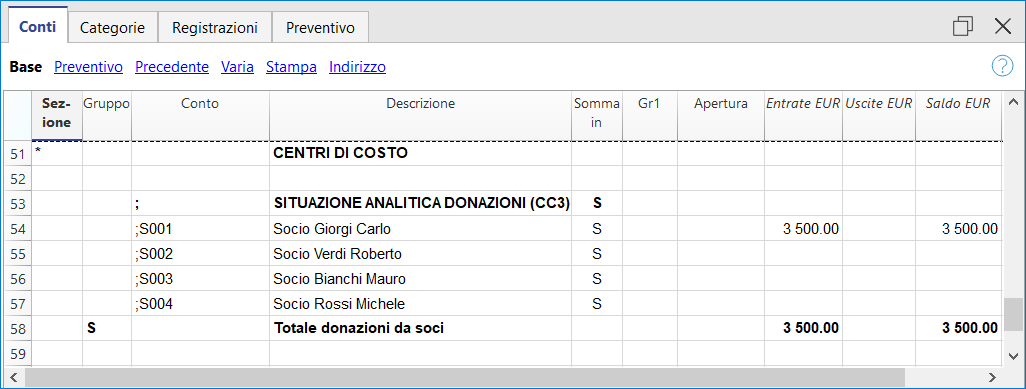 Conti Categorie Registrazioni Preventivo
Base Preventivo Precedente Varia Stampa Indirizzo ?
Sez-
ione Gruppo Conto Descrizione Somma
in Gr1 Apertura Entrate EUR Uscite EUR Saldo EUR
51 * CENTRI DI COSTO
52
53 ; SITUAZIONE ANALITICA DONAZIONI (CC3) S
54 ;S001 Socio Giorgi Carlo S 3 500.00 3 500.00
55 ;S002 Socio Verdi Roberto S
56 ;S003 Socio Bianchi Mauro S
57 ;S004 Socio Rossi Michele S
58 S Totale donazioni da soci 3 500.00 3 500.00
59